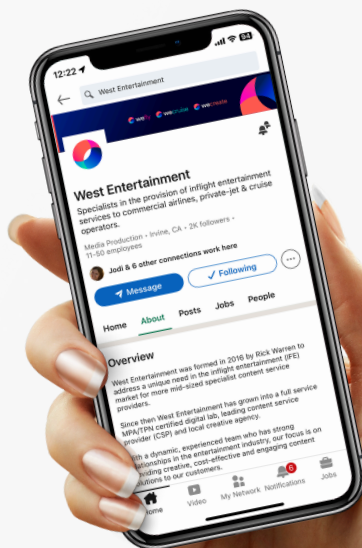 12:22
94
West Entertainment
wefly wecruise wecreate
West Entertainment
Specialists in the provision of inflight entertainment
services to commercial airlines, private-jet & cruise
operators.
Media Production • Irvine, CA • 2K followers •
11-50 employees
Jodi & 6 other connections work here
Message
Following
Home About Posts Jobs People
Overview
West Entertainment was formed in 2016 by Rick Warren to
address a unique need in the inflight entertainment (IFE)
market for more mid-sized specialist content service
providers.
Since then West Entertainment has grown into a full service
MPA/TPN certified digital lab, leading content service
provider (CSP) and local creative agency.
With a dynamic, experienced team who has strong
relationships in the entertainment industry, our focus is on
providing creative, cost-effective and engaging content
solutions to our customers.
6
Home Video My Network Notifications Jobs